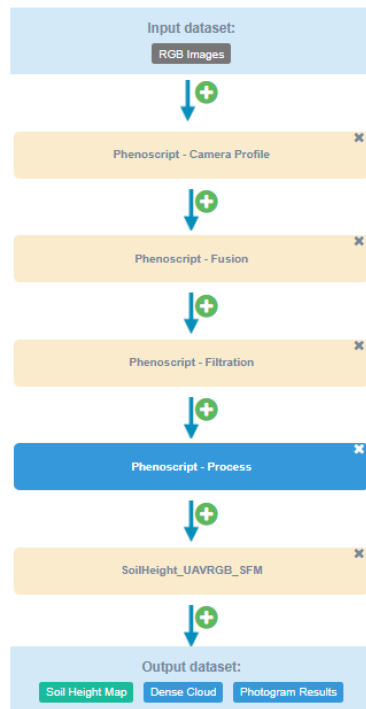 Input dataset:
RGB Images
Phenoscript - Camera Profile
Phenoscript - Fusion
Phenoscript - Filtration
Phenoscript - Process
SoilHeight_UAVRGB_SFM
Output dataset:
Soil Height Map Dense Cloud Photogram Results